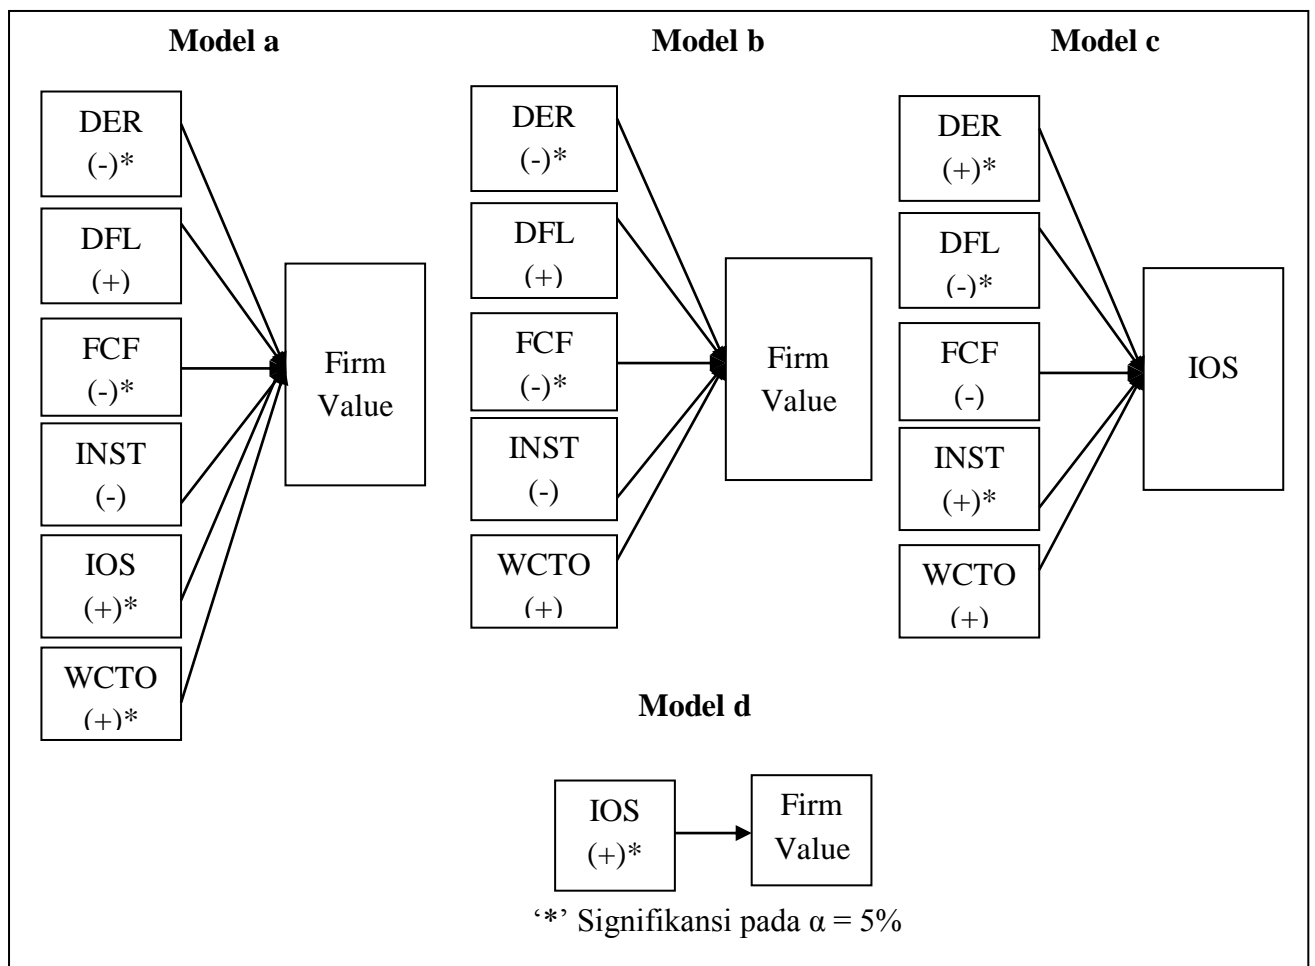 Model a
DER
(-)*
DFL
(+)
FCF
(-)*
INST
(-)
IOS
(+)*
WCTO
(+)*
Firm
Value
Model b
DER
(-)*
DFL
(+)
FCF
(-)*
INST
(-)
WCTO
(+)
Firm
Value
Model c
DER
(+)*
DFL
(-)*
FCF
(-)
INST
(+)*
WCTO
(+)
IOS
Model d
IOS
(+)*
Firm
Value
‘*’ Signifikansi pada α = 5%